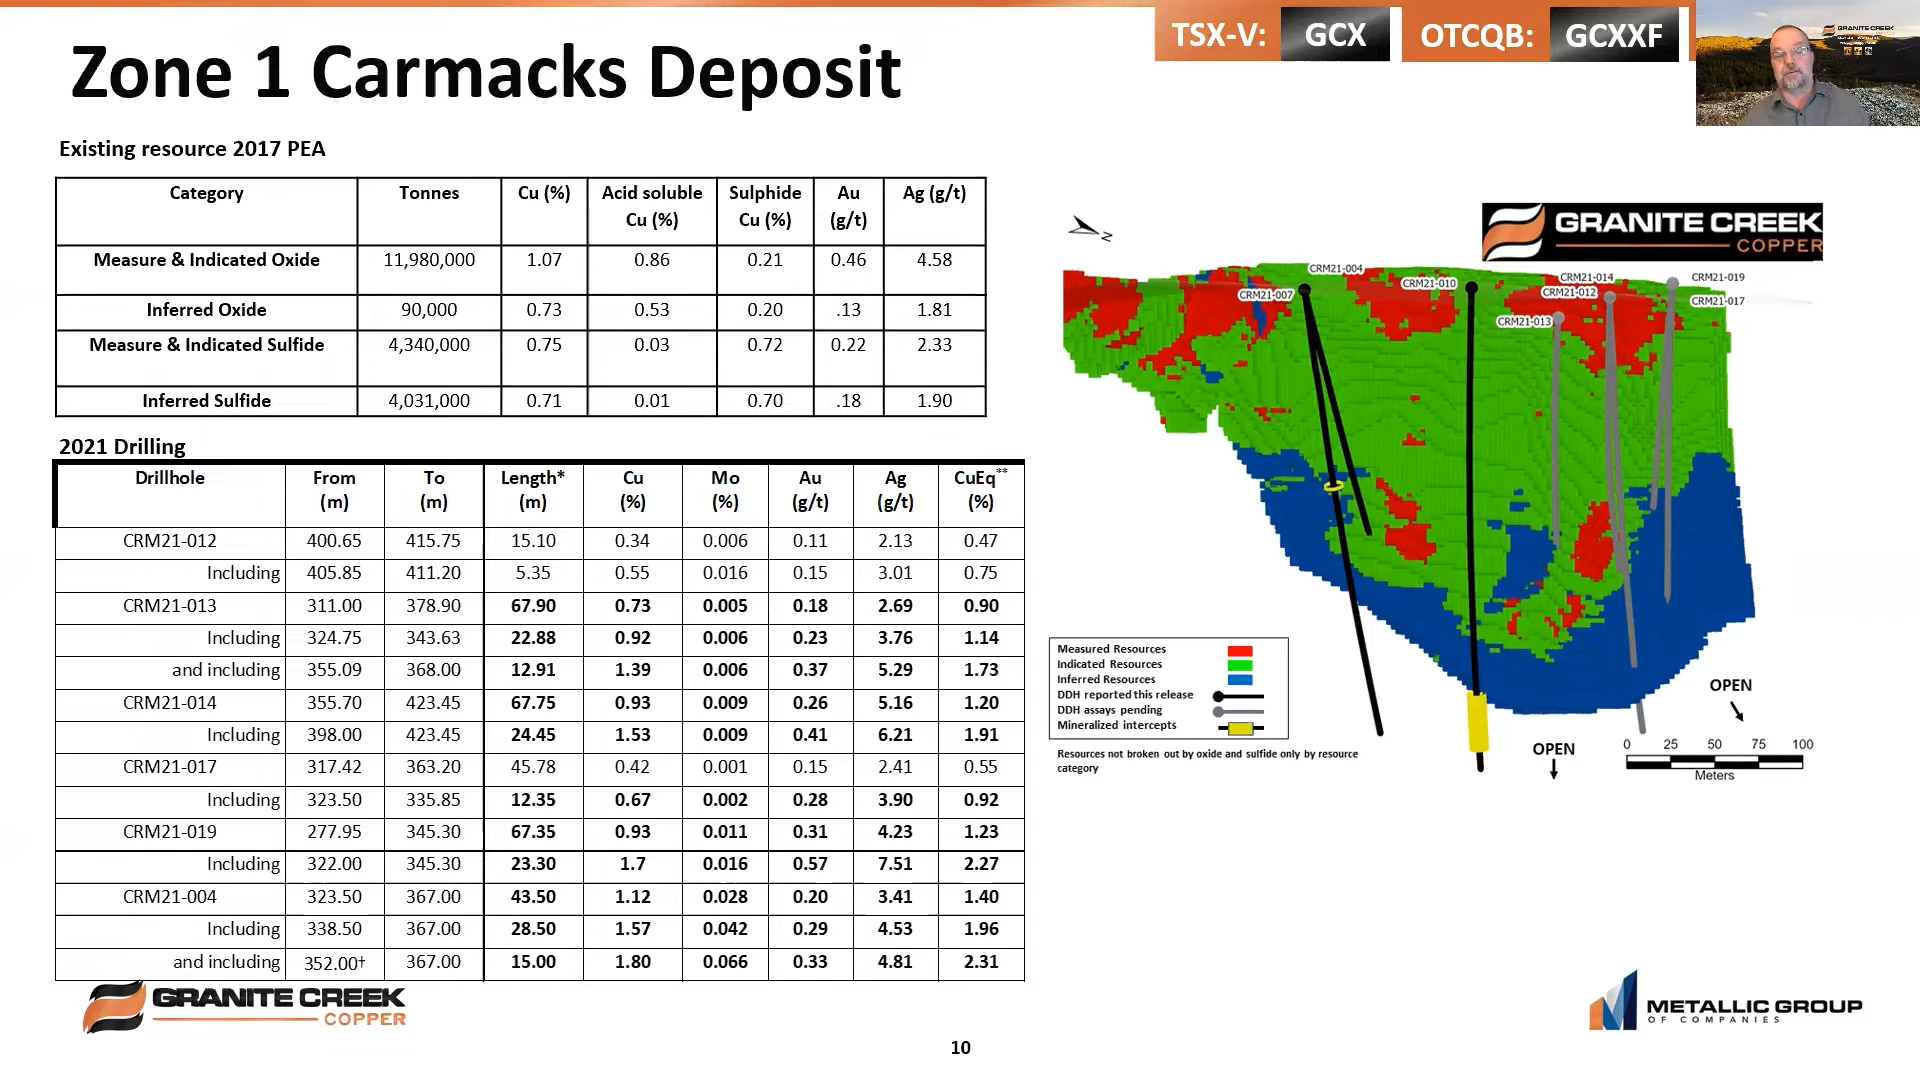 TSX-V: GCX OTCQB: GCXXF
GRANITE CREEK
Zone 1 Carmacks Deposit
Existing resource 2017 PEA
Category Tonnes Cu (%) Acid soluble Cu (%) Sulphide Cu (%) Au (g/t) Ag (g/t)
Measure & Indicated Oxide 11,980,000 1.07 0.86 0.21 0.46 4.58
Inferred Oxide 90,000 0.73 0.53 0.20 .13 1.81
Measure & Indicated Sulfide 4,340,000 0.75 0.03 0.72 0.22 2.33
Inferred Sulfide 4,031,000 0.71 0.01 0.70 .18 1.90
2021 Drilling
Drillhole From (m) To (m) Length* (m) Cu (%) Mo (%) Au (g/t) Ag (g/t) CuEq** (%)
CRM21-012 400.65 415.75 15.10 0.34 0.006 0.11 2.13 0.47
Including 405.85 411.20 5.35 0.55 0.016 0.15 3.01 0.75
CRM21-013 311.00 378.90 67.90 0.73 0.005 0.18 2.69 0.90
Including 324.75 343.63 22.88 0.92 0.006 0.23 3.76 1.14
and including 355.09 368.00 12.91 1.39 0.006 0.37 5.29 1.73
CRM21-014 355.70 423.45 67.75 0.93 0.009 0.26 5.16 1.20
Including 398.00 423.45 24.45 1.53 0.009 0.41 6.21 1.91
CRM21-017 317.42 363.20 45.78 0.42 0.001 0.15 2.41 0.55
Including 323.50 335.85 12.35 0.67 0.002 0.28 3.90 0.92
CRM21-019 277.95 345.30 67.35 0.93 0.011 0.31 4.23 1.23
Including 322.00 345.30 23.30 1.7 0.016 0.57 7.51 2.27
CRM21-004 323.50 367.00 43.50 1.12 0.028 0.20 3.41 1.40
Including 338.50 367.00 28.50 1.57 0.042 0.29 4.53 1.96
and including 352.00† 367.00 15.00 1.80 0.066 0.33 4.81 2.31
N
GRANITE CREEK
COPPER
CRM21-004
CRM21-007
CRM21-010
CRM21-014
CRM21-012
CRM21-013
CRM21-019
CRM21-017
Measured Resources
Indicated Resources
Inferred Resources
DDH reported this release
DDH assays pending
Mineralized intercepts
Resources not broken out by oxide and sulfide only by resource
category
OPEN
OPEN
0 25 50 75 100
Meters
GRANITE CREEK
COPPER
METALLIC GROUP
OF COMPANIES
10